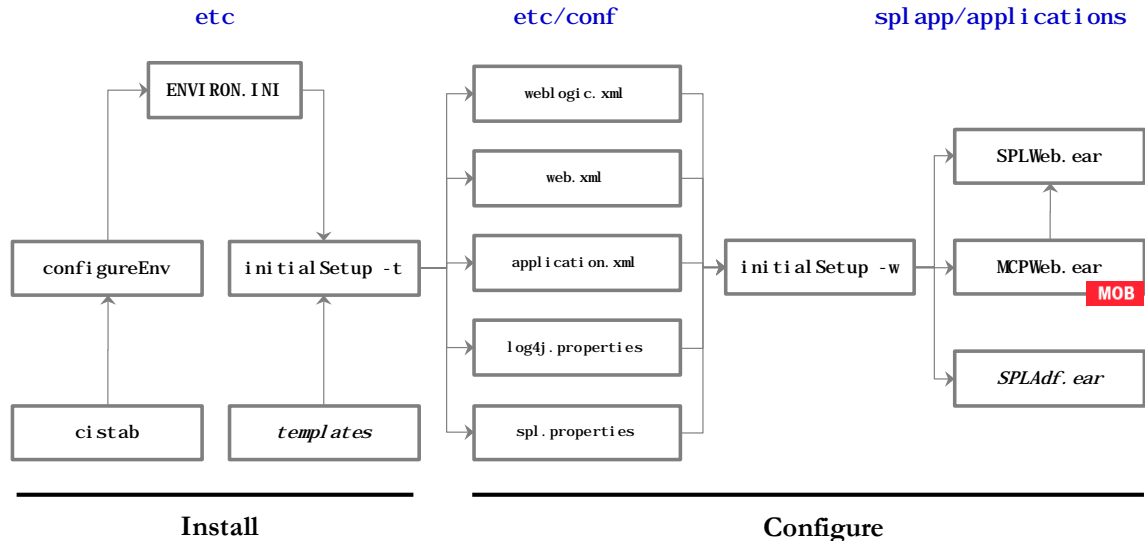 etc
etc/conf
splapp/applications
ENVIRON.INI
weblogic.xml
SPLWeb.ear
web.xml
configureEnv
initialSetup -t
application.xml
initialSetup -w
MCPWeb.ear
MOB
log4j.properties
SPLAdf.ear
cistab
templates
spl.properties
Install
Configure